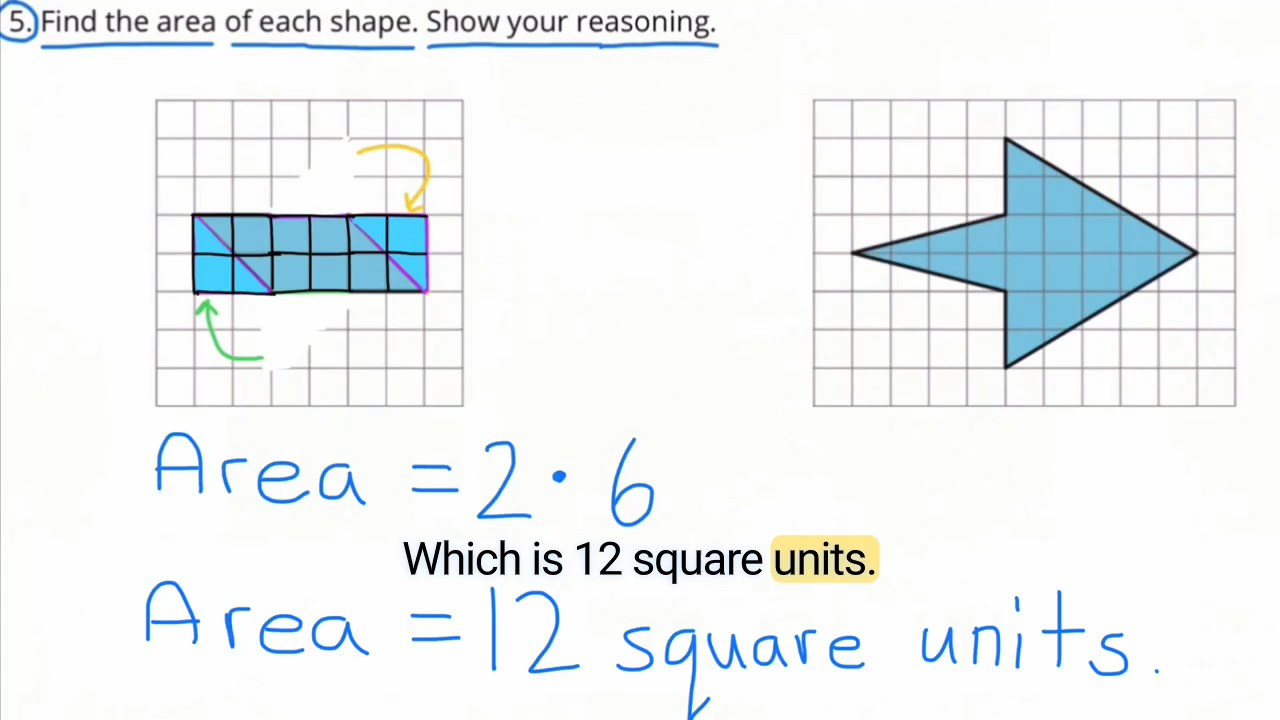 5. Find the area of each shape. Show your reasoning.
Area = 2 · 6
Which is 12 square units.
Area = 12 square units.